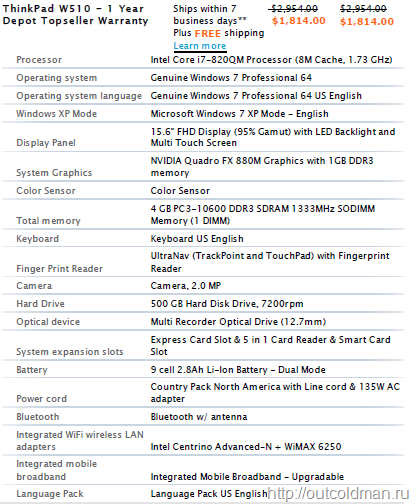 ThinkPad W510 - 1 Year Depot Topseller Warranty
Ships within 7 business days**
Plus FREE shipping
Learn more
$2,954.00
$1,814.00
$2,954.00
$1,814.00
Processor Intel Core i7-820QM Processor (8M Cache, 1.73 GHz)
Operating system Genuine Windows 7 Professional 64
Operating system language Genuine Windows 7 Professional 64 US English
Windows XP Mode Microsoft Windows 7 XP Mode - English
Display Panel 15.6" FHD Display (95% Gamut) with LED Backlight and
Multi Touch Screen
System Graphics NVIDIA Quadro FX 880M Graphics with 1GB DDR3
memory
Color Sensor Color Sensor
Total memory 4 GB PC3-10600 DDR3 SDRAM 1333MHz SODIMM
Memory (1 DIMM)
Keyboard Keyboard US English
Finger Print Reader UltraNav (TrackPoint and TouchPad) with Fingerprint
Reader
Camera Camera, 2.0 MP
Hard Drive 500 GB Hard Disk Drive, 7200rpm
Optical device Multi Recorder Optical Drive (12.7mm)
System expansion slots Express Card Slot & 5 in 1 Card Reader & Smart Card
Slot
Battery 9 cell 2.8Ah Li-Ion Battery - Dual Mode
Power cord Country Pack North America with Line cord & 135W AC
adapter
Bluetooth Bluetooth w/ antenna
Integrated WiFi wireless LAN
adapters Intel Centrino Advanced-N + WiMAX 6250
Integrated mobile
broadband Integrated Mobile Broadband - Upgradable
Language Pack Language Pack US English
http://outcoldman.ru